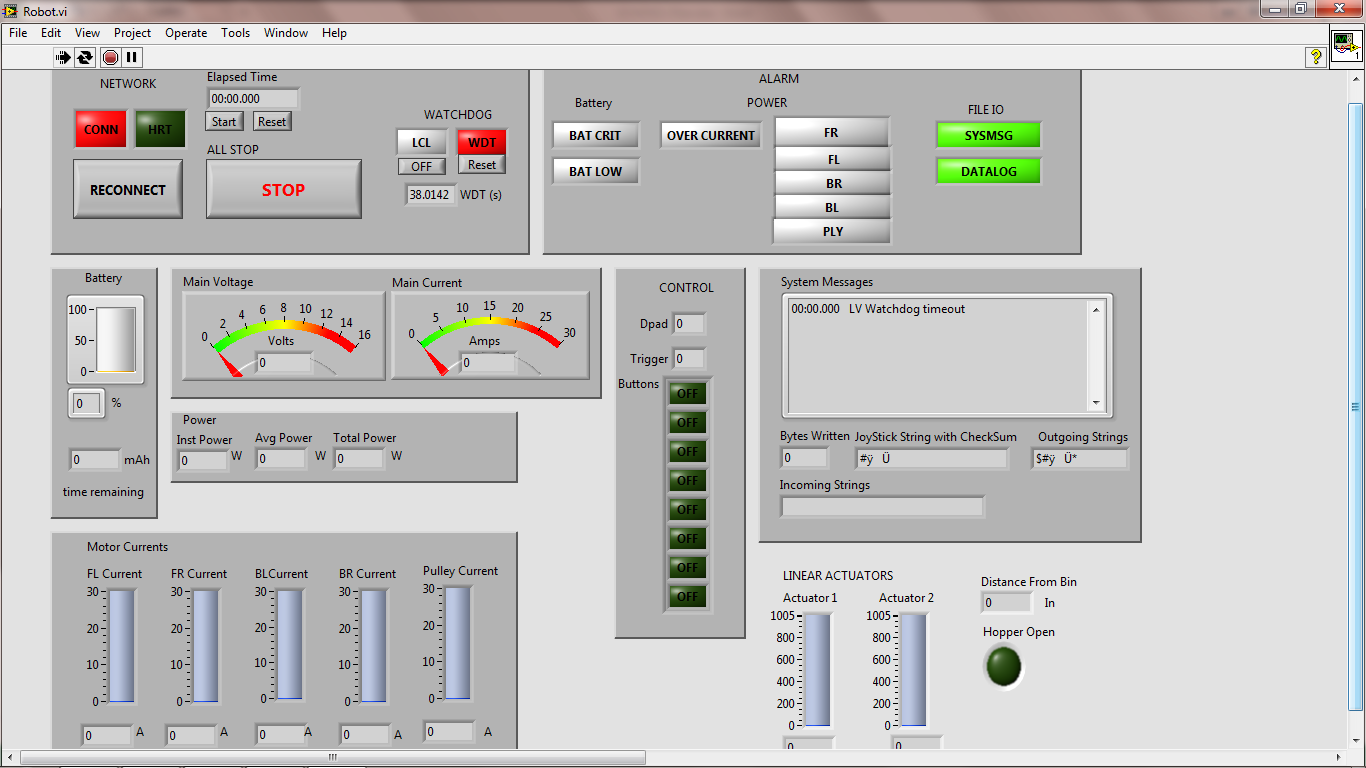 Robot.vi
File Edit View Project Operate Tools Window Help
?
1
NETWORK
CONN
HRT
RECONNECT
Elapsed Time
00:00.000
Start
Reset
ALL STOP
STOP
WATCHDOG
LCL
WDT
OFF
Reset
38.0142 WDT (s)
ALARM
Battery
BAT CRIT
BAT LOW
POWER
OVER CURRENT
FR
FL
BR
BL
PLY
FILE IO
SYSMSG
DATALOG
Battery
100
50
0
0 %
0 mAh
time remaining
Main Voltage
0 2 4 6 8 10 12 14 16
Volts
0
Main Current
0 5 10 15 20 25 30
Amps
0
Power
Inst Power Avg Power Total Power
0 W 0 W 0 W
CONTROL
Dpad 0
Trigger 0
Buttons
OFF
OFF
OFF
OFF
OFF
OFF
OFF
OFF
System Messages
00:00.000 LV Watchdog timeout
Bytes Written JoyStick String with CheckSum Outgoing Strings
0 #ÿ Ü $#ÿ Ü*
Incoming Strings
Motor Currents
FL Current FR Current BLCurrent BR Current Pulley Current
30 30 30 30 30
20 20 20 20 20
10 10 10 10 10
0 0 0 0 0
0 A 0 A 0 A 0 A 0 A
LINEAR ACTUATORS
Actuator 1 Actuator 2
1005 1005
800 800
600 600
400 400
200 200
0 0
0 0
Distance From Bin
0 In
Hopper Open